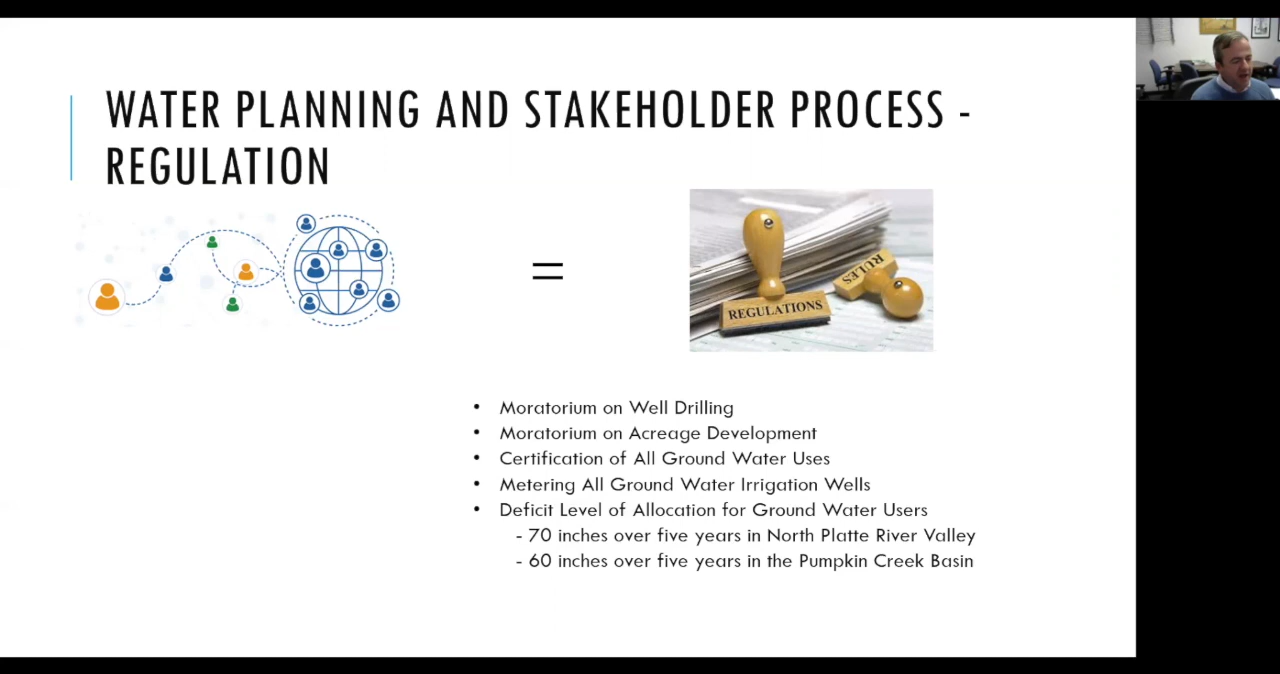 WATER PLANNING AND STAKEHOLDER PROCESS -
REGULATION
=
REGULATIONS
RULES
• Moratorium on Well Drilling
• Moratorium on Acreage Development
• Certification of All Ground Water Uses
• Metering All Ground Water Irrigation Wells
• Deficit Level of Allocation for Ground Water Users
- 70 inches over five years in North Platte River Valley
- 60 inches over five years in the Pumpkin Creek Basin